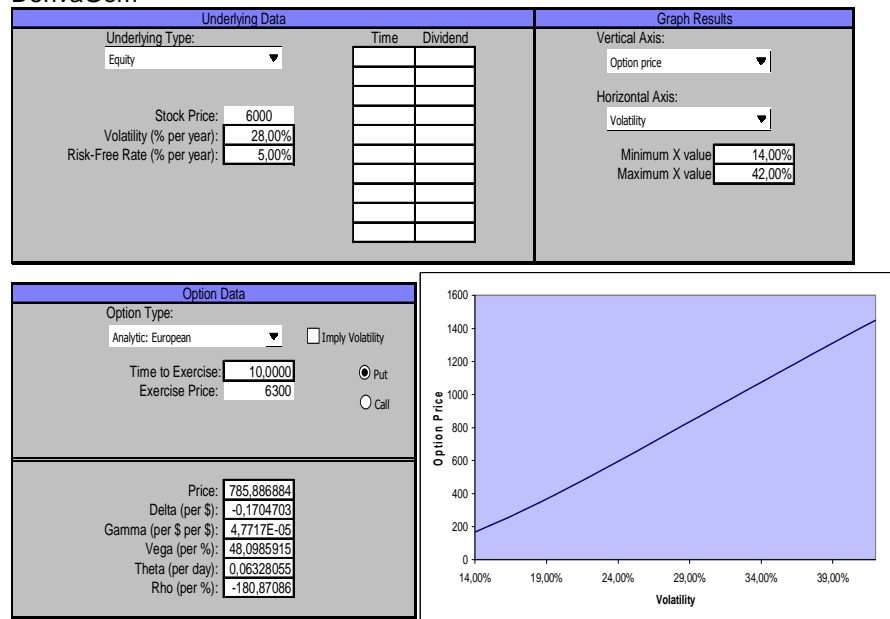 DerivaGem
Underlying Data
Underlying Type:
Equity
Time Dividend
Stock Price: 6000
Volatility (% per year): 28,00%
Risk-Free Rate (% per year): 5,00%
Graph Results
Vertical Axis:
Option price
Horizontal Axis:
Volatility
Minimum X value 14,00%
Maximum X value 42,00%
Option Data
Option Type:
Analytic: European
Imply Volatility
Time to Exercise: 10,0000
Exercise Price: 6300
Put
Call
Price: 785,886884
Delta (per $): -0,1704703
Gamma (per $ per $): 4,7717E-05
Vega (per %): 48,0985915
Theta (per day): 0,06328055
Rho (per %): -180,87086
Option Price
1600
1400
1200
1000
800
600
400
200
0
14,00% 19,00% 24,00% 29,00% 34,00% 39,00%
Volatility